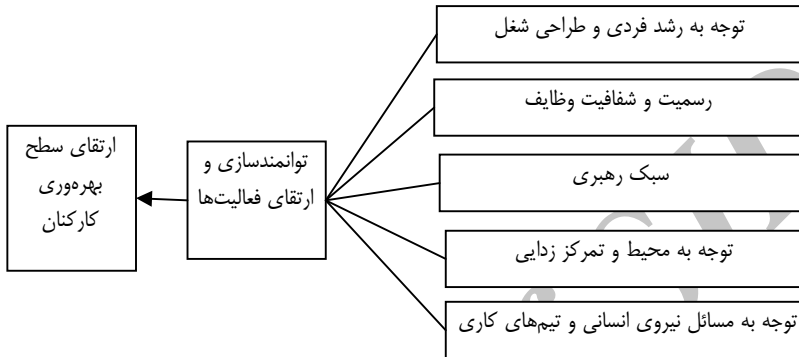 توجه به رشد فردی و طراحی شغل
رسمیت و شفافیت وظایف
سبک رهبری
توجه به محیط و تمرکز زدایی
توجه به مسائل نیروی انسانی و تیم‌های کاری
توانمندسازی و
ارتقای فعالیت‌ها
ارتقای سطح
بهره‌وری
کارکنان